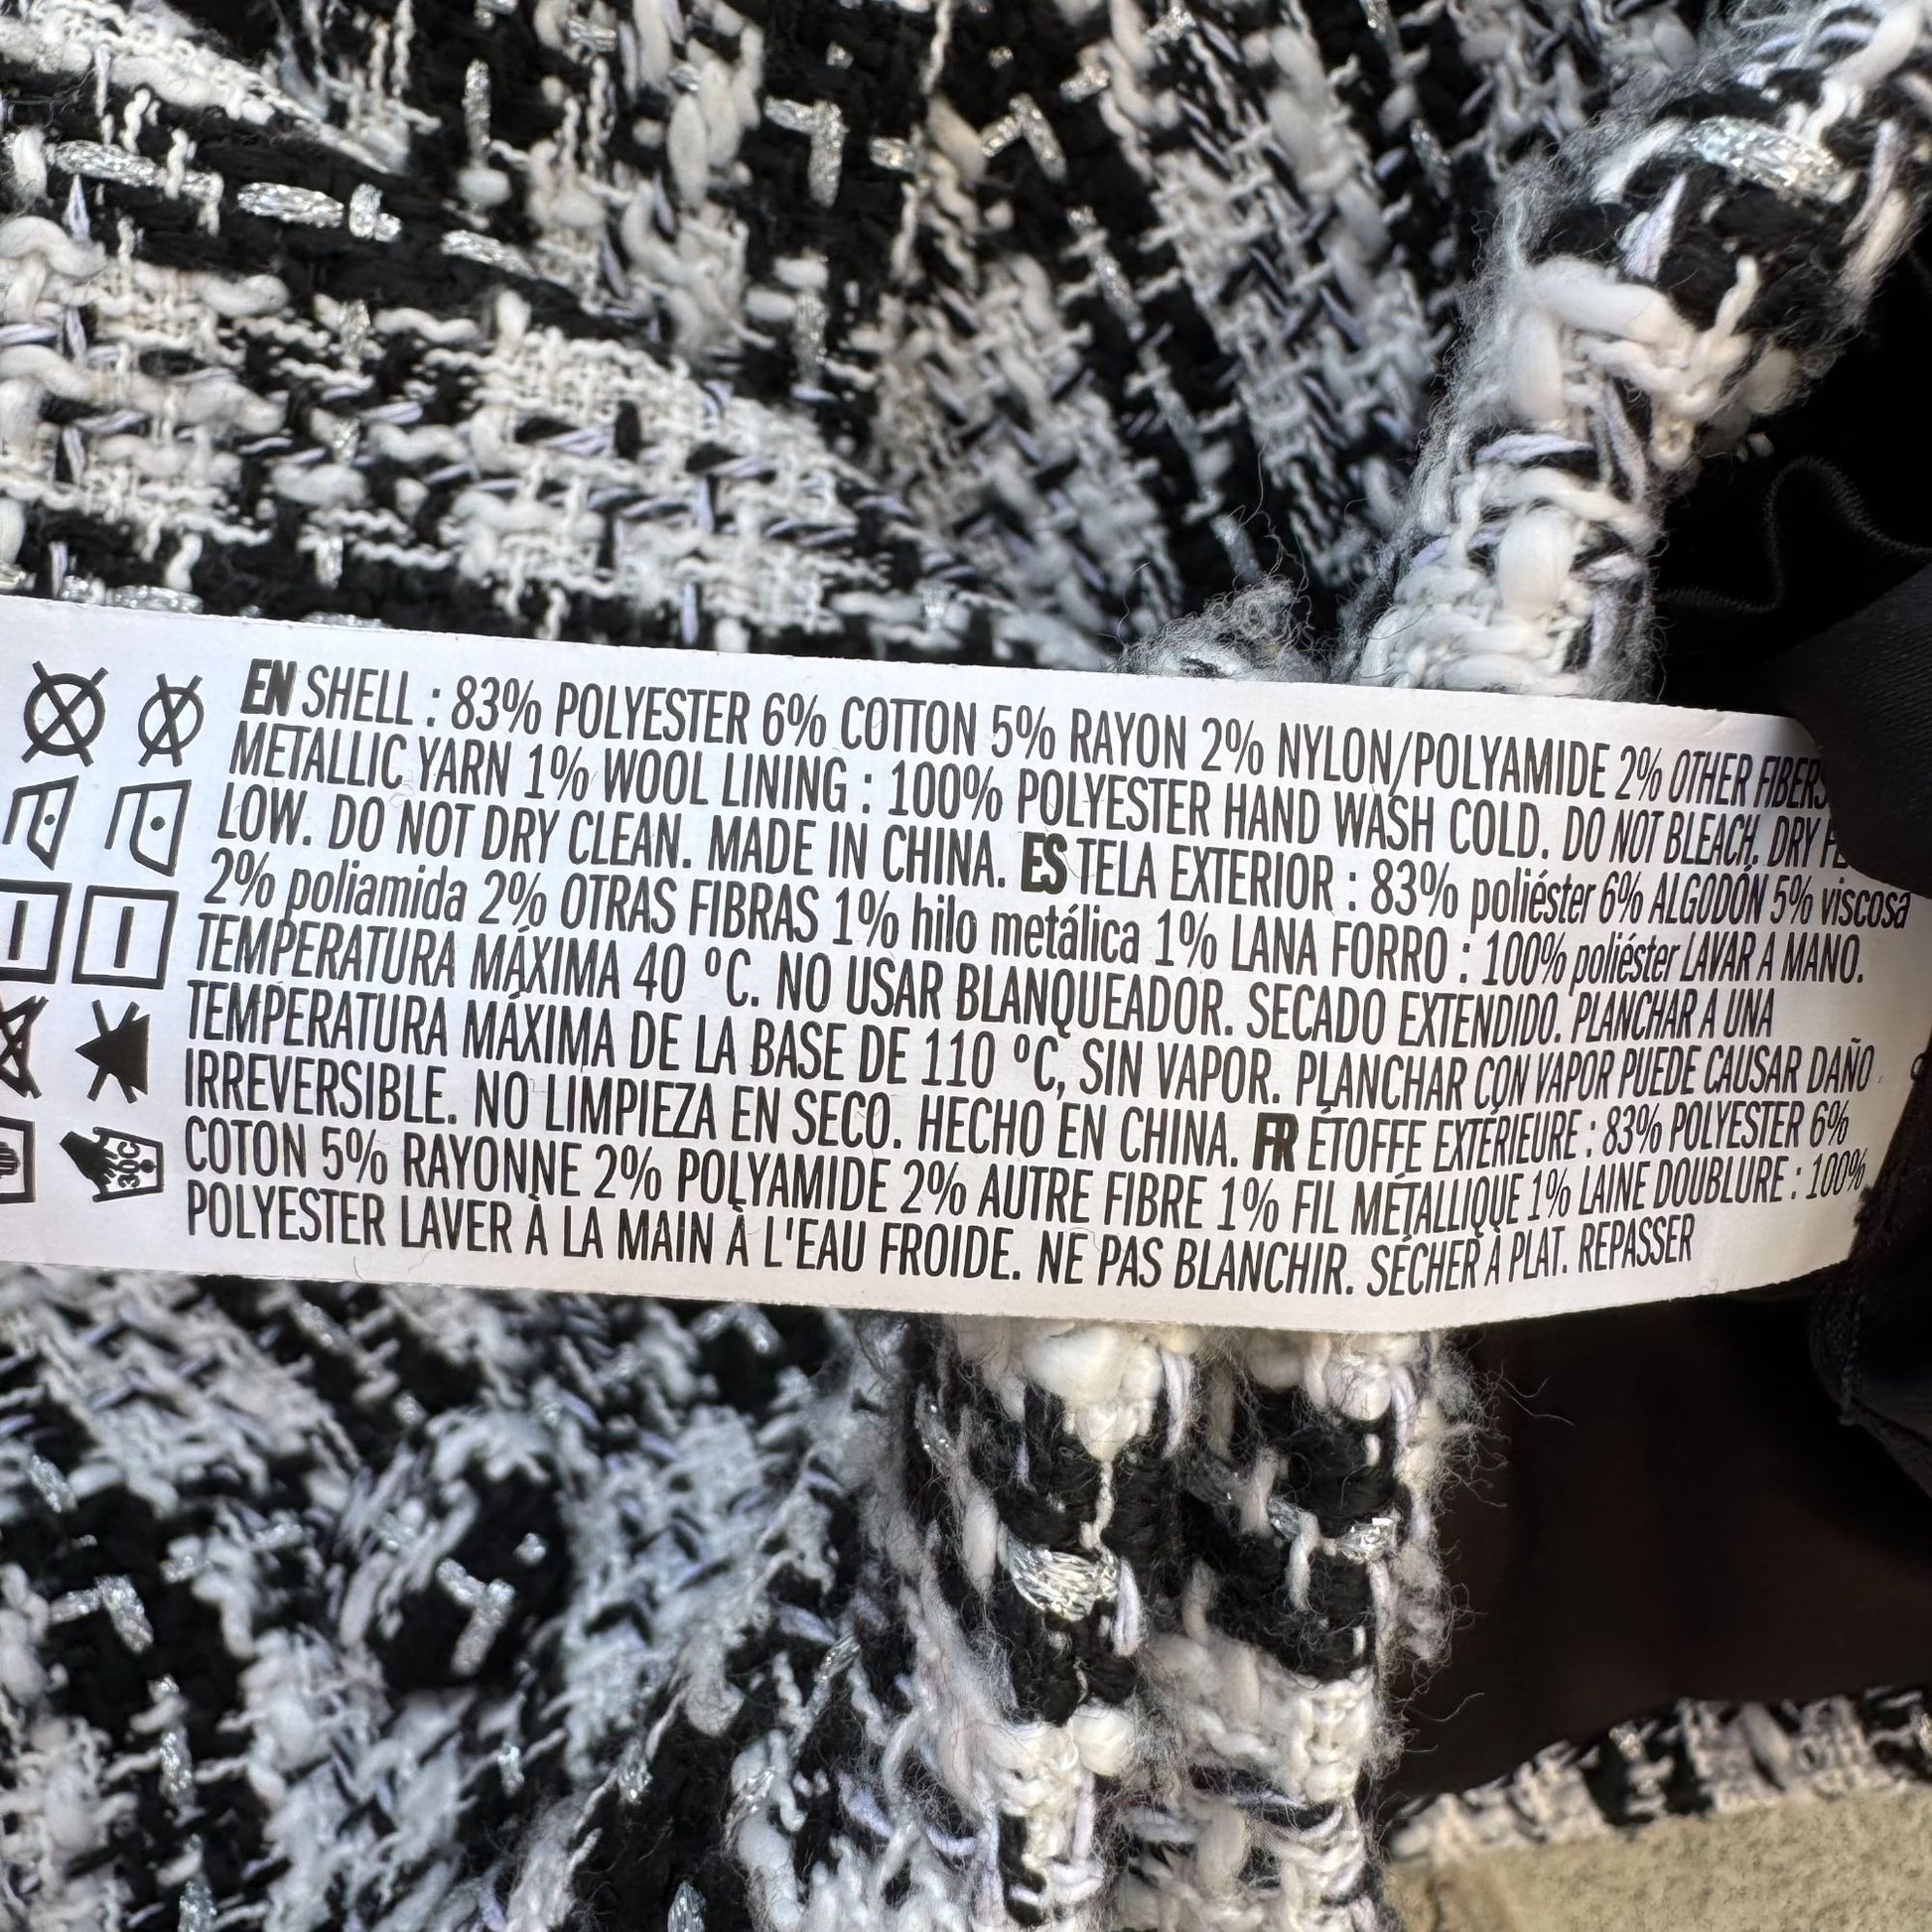 EN SHELL : 83% POLYESTER 6% COTTON 5% RAYON 2% NYLON/POLYAMIDE 2% OTHER FIBERS
METALLIC YARN 1% WOOL LINING : 100% POLYESTER HAND WASH COLD. DO NOT BLEACH. DRY
LOW. DO NOT DRY CLEAN. MADE IN CHINA. ES TELA EXTERIOR : 83% poliéster 6% ALGODÓN 5% viscosa
2% poliamida 2% OTRAS FIBRAS 1% hilo metálica 1% LANA FORRO : 100% poliéster LAVAR A MANO.
TEMPERATURA MÁXIMA 40 ºC. NO USAR BLANQUEADOR. SECADO EXTENDIDO. PLANCHAR A UNA
TEMPERATURA MÁXIMA DE LA BASE DE 110 ºC, SIN VAPOR. PLANCHAR CON VAPOR PUEDE CAUSAR DAÑO
IRREVERSIBLE. NO LIMPIEZA EN SECO. HECHO EN CHINA. FR ÉTOFFE EXTÉRIEURE : 83% POLYESTER 6%
COTON 5% RAYONNE 2% POLYAMIDE 2% AUTRE FIBRE 1% FIL MÉTALLIQUE 1% LAINE DOUBLURE : 100%
POLYESTER LAVER À LA MAIN À L'EAU FROIDE. NE PAS BLANCHIR. SÉCHER À PLAT. REPASSER
30C